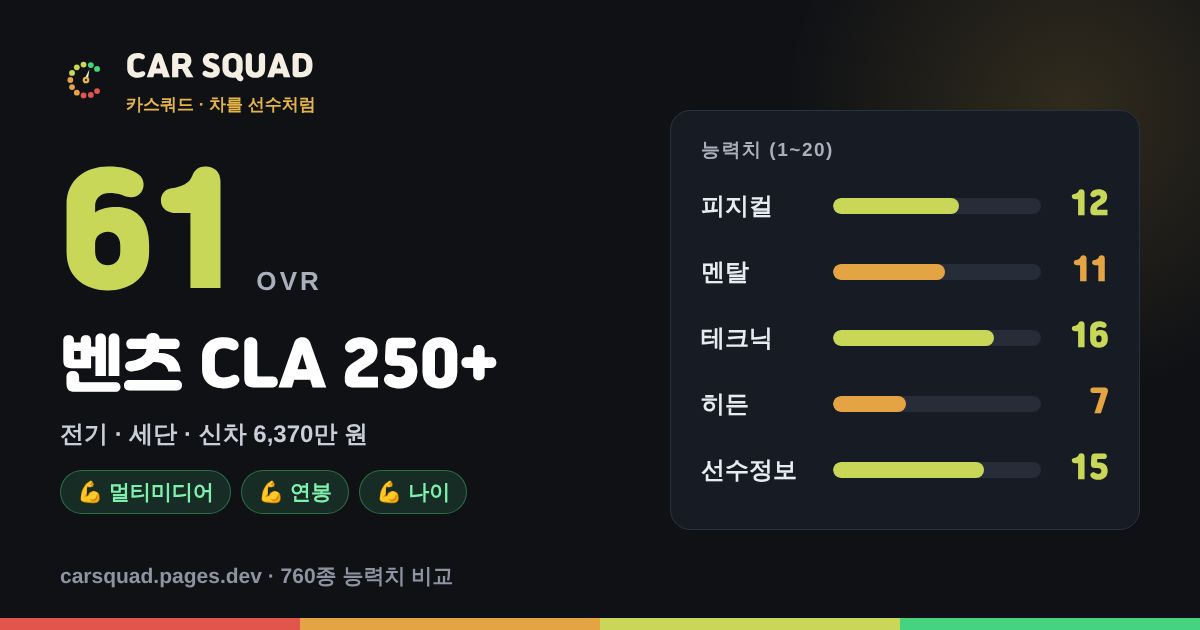 CAR SQUAD
카스쿼드 · 차를 선수처럼
61 OVR
벤츠 CLA 250+
전기 · 세단 · 신차 6,370만 원
💪 멀티미디어 💪 연봉 💪 나이
carsquad.pages.dev · 760종 능력치 비교
능력치 (1~20)
피지컬 12
멘탈 11
테크닉 16
히든 7
선수정보 15